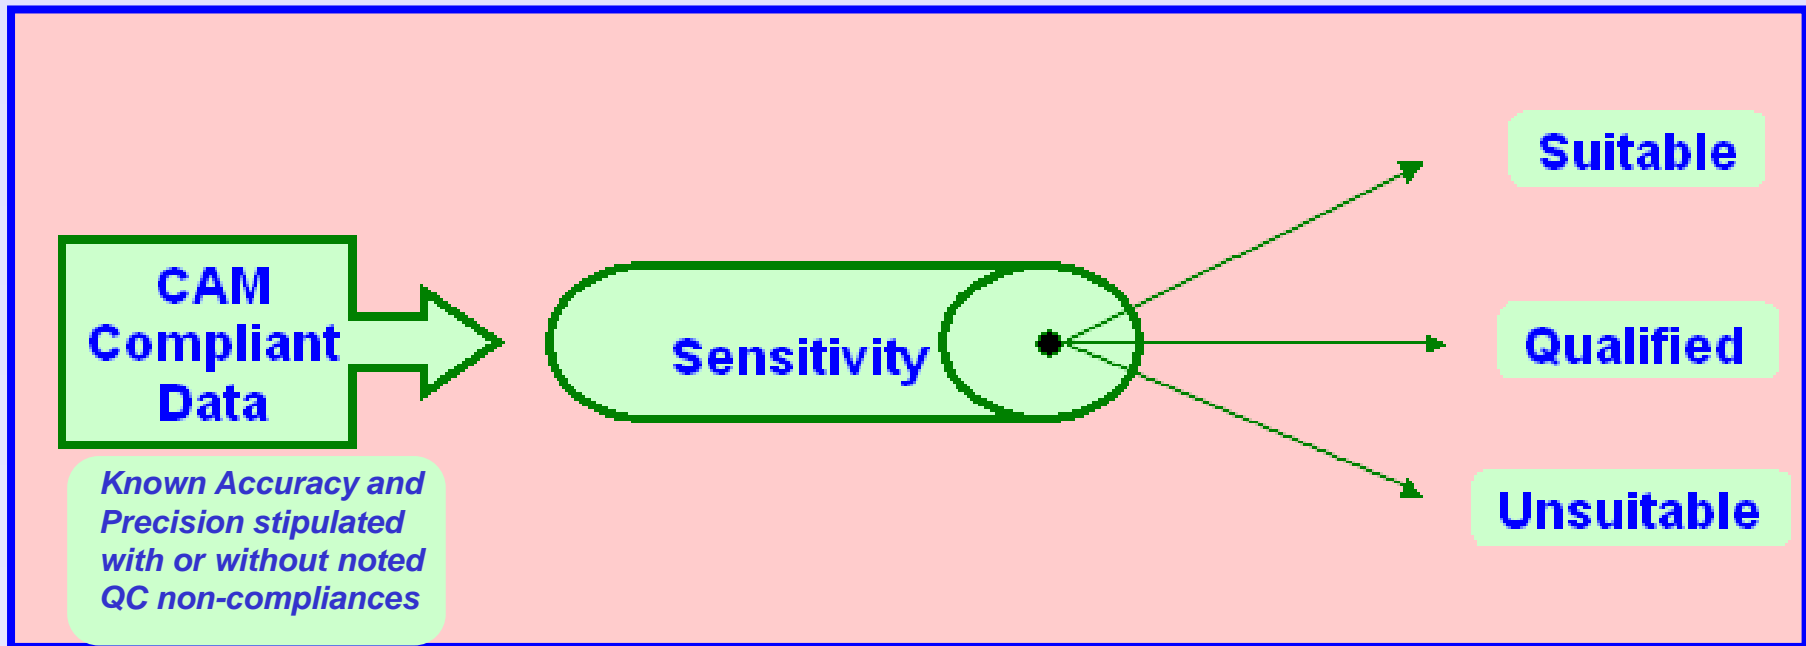 CAM
Compliant
Data
Known Accuracy and
Precision stipulated
with or without noted
QC non-compliances
Sensitivity
Suitable
Qualified
Unsuitable